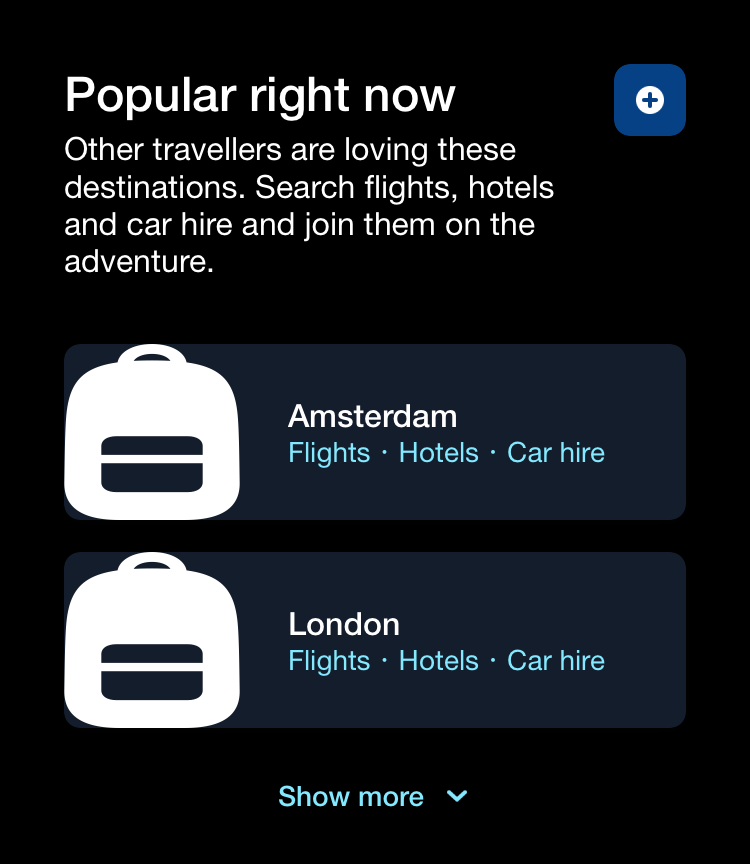 Popular right now
Other travellers are loving these
destinations. Search flights, hotels
and car hire and join them on the
adventure.
Amsterdam
Flights · Hotels · Car hire
London
Flights · Hotels · Car hire
Show more